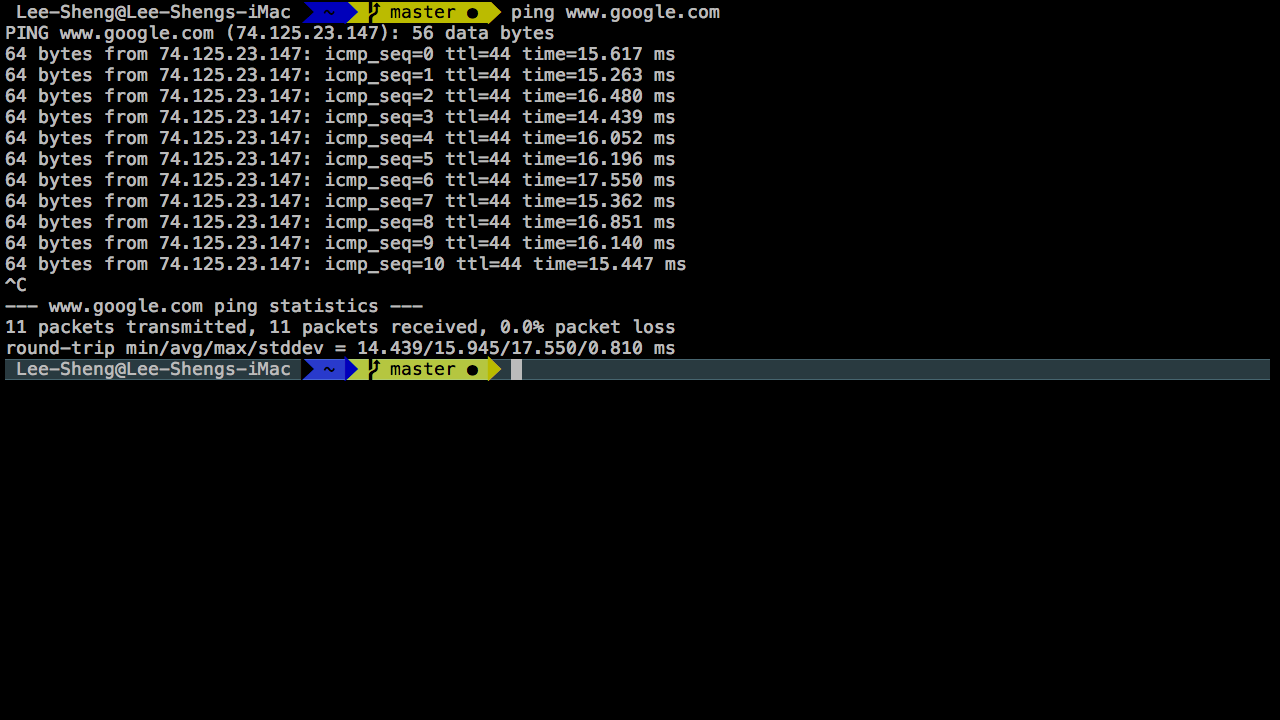 Lee-Sheng@Lee-Shengs-iMac ~ master ● ping www.google.com
PING www.google.com (74.125.23.147): 56 data bytes
64 bytes from 74.125.23.147: icmp_seq=0 ttl=44 time=15.617 ms
64 bytes from 74.125.23.147: icmp_seq=1 ttl=44 time=15.263 ms
64 bytes from 74.125.23.147: icmp_seq=2 ttl=44 time=16.480 ms
64 bytes from 74.125.23.147: icmp_seq=3 ttl=44 time=14.439 ms
64 bytes from 74.125.23.147: icmp_seq=4 ttl=44 time=16.052 ms
64 bytes from 74.125.23.147: icmp_seq=5 ttl=44 time=16.196 ms
64 bytes from 74.125.23.147: icmp_seq=6 ttl=44 time=17.550 ms
64 bytes from 74.125.23.147: icmp_seq=7 ttl=44 time=15.362 ms
64 bytes from 74.125.23.147: icmp_seq=8 ttl=44 time=16.851 ms
64 bytes from 74.125.23.147: icmp_seq=9 ttl=44 time=16.140 ms
64 bytes from 74.125.23.147: icmp_seq=10 ttl=44 time=15.447 ms
^C
--- www.google.com ping statistics ---
11 packets transmitted, 11 packets received, 0.0% packet loss
round-trip min/avg/max/stddev = 14.439/15.945/17.550/0.810 ms
Lee-Sheng@Lee-Shengs-iMac ~ master ●